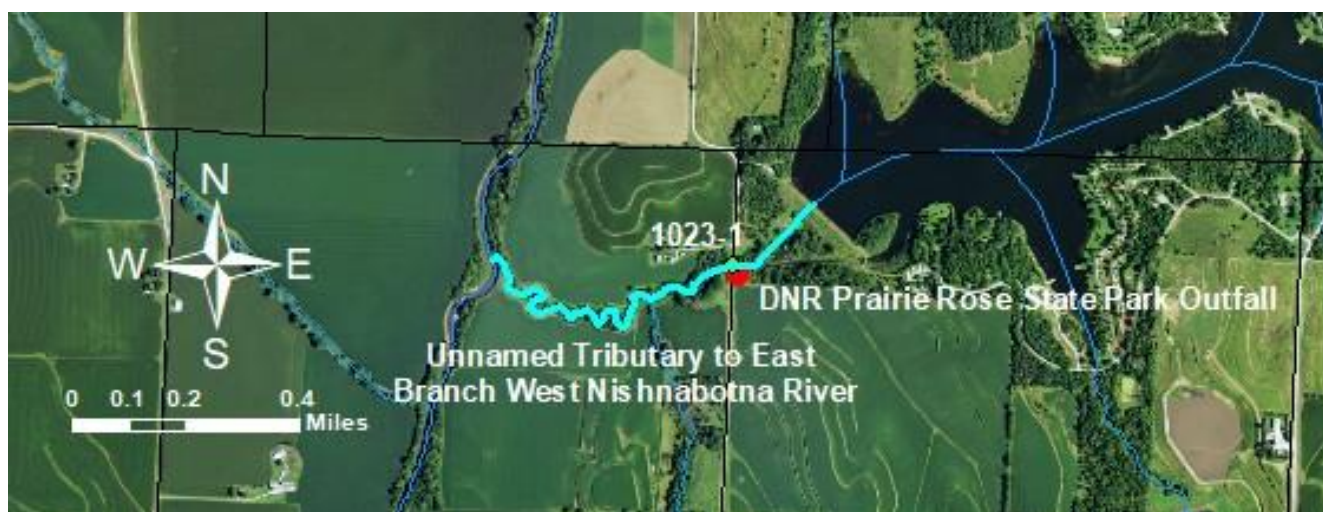 N
W E
S
1023-1
DNR Prairie Rose State Park Outfall
Unnamed Tributary to East
Branch West Nishnabotna River
0 0.1 0.2 0.4
Miles